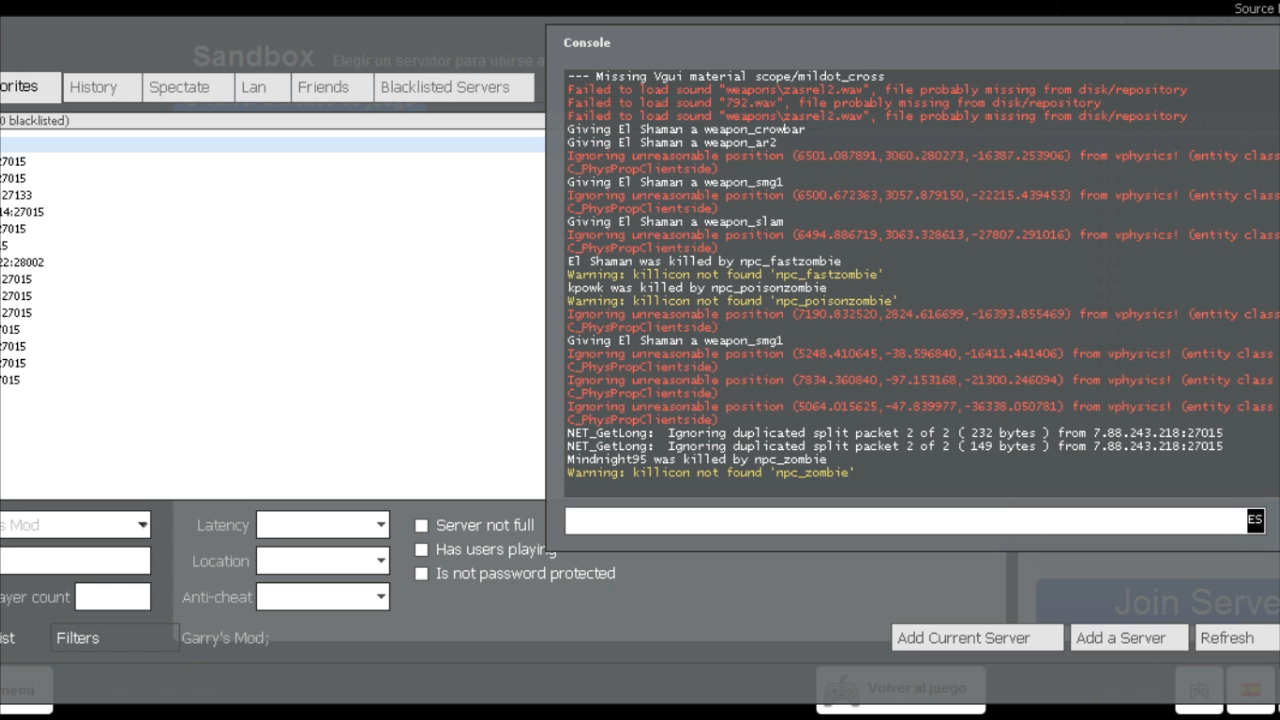 Source
Sandbox Elegir un servidor para unirse a
orites
History
Spectate
Lan
Friends
Blacklisted Servers
0 blacklisted)
27015
7015
27133
14:27015
7015
5
22:28002
27015
27015
27015
7015
27015
27015
7015
Console
--- Missing Vgui material scope/mildot_cross
Failed to load sound "weapons\zasrel2.wav", file probably missing from disk/repository
Failed to load sound "792.wav", file probably missing from disk/repository
Failed to load sound "weapons\zasrel2.wav", file probably missing from disk/repository
Giving El Shaman a weapon_crowbar
Giving El Shaman a weapon_ar2
Ignoring unreasonable position (6501.087891,3060.280273,-16387.253906) from vphysics! (entity class
C_PhysPropClientside)
Giving El Shaman a weapon_smg1
Ignoring unreasonable position (6500.672363,3057.879150,-22215.439453) from vphysics! (entity class
C_PhysPropClientside)
Giving El Shaman a weapon_slam
Ignoring unreasonable position (6494.886719,3063.328613,-27807.291016) from vphysics! (entity class
C_PhysPropClientside)
El Shaman was killed by npc_fastzombie
Warning: killicon not found 'npc_fastzombie'
kpowk was killed by npc_poisonzombie
Warning: killicon not found 'npc_poisonzombie'
Ignoring unreasonable position (7190.832520,2824.616699,-16393.855469) from vphysics! (entity class
C_PhysPropClientside)
Giving El Shaman a weapon_smg1
Ignoring unreasonable position (5248.410645,-38.596840,-16411.441406) from vphysics! (entity class
C_PhysPropClientside)
Ignoring unreasonable position (7834.360840,-97.153168,-21300.246094) from vphysics! (entity class
C_PhysPropClientside)
Ignoring unreasonable position (5064.015625,-47.839977,-36338.050781) from vphysics! (entity class
C_PhysPropClientside)
NET_GetLong:  Ignoring duplicated split packet 2 of 2 ( 232 bytes ) from 7.88.243.218:27015
NET_GetLong:  Ignoring duplicated split packet 2 of 2 ( 149 bytes ) from 7.88.243.218:27015
Mindnight95 was killed by npc_zombie
Warning: killicon not found 'npc_zombie'
ES
s Mod
Latency
Server not full
Location
Has users playing
Is not password protected
ayer count
Anti-cheat
Join Serve
ist
Filters
Garry's Mod;
Add Current Server
Add a Server
Refresh
menú
Volver al juego